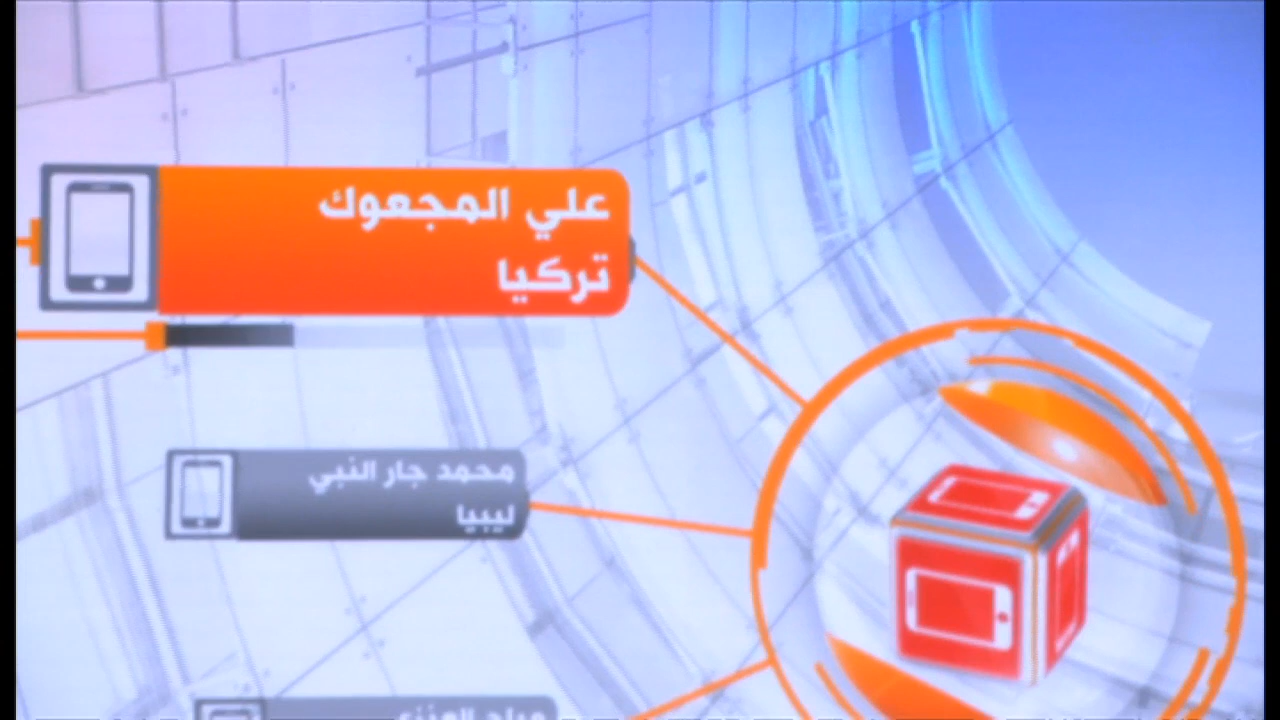 علي المجعوك
تركيا
محمد جار النبي
ليبيا